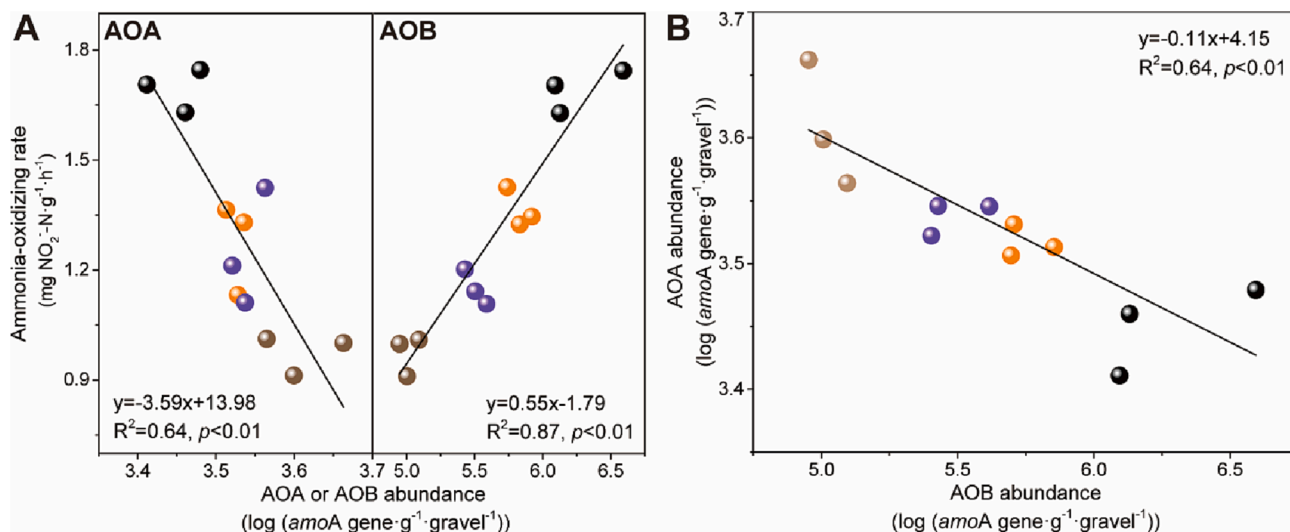 A
AOA
AOB
Ammonia-oxidizing rate
(mg NO₂⁻-N·g⁻¹·h⁻¹)
1.8
1.5
1.2
0.9
y=-3.59x+13.98
R²=0.64, p<0.01
y=0.55x-1.79
R²=0.87, p<0.01
3.4 3.5 3.6 3.7 5.0 5.5 6.0 6.5
AOA or AOB abundance
(log (amoA gene·g⁻¹·gravel⁻¹))
B
y=-0.11x+4.15
R²=0.64, p<0.01
AOA abundance
(log (amoA gene·g⁻¹·gravel⁻¹))
3.7
3.6
3.5
3.4
5.0 5.5 6.0 6.5
AOB abundance
(log (amoA gene·g⁻¹·gravel⁻¹))